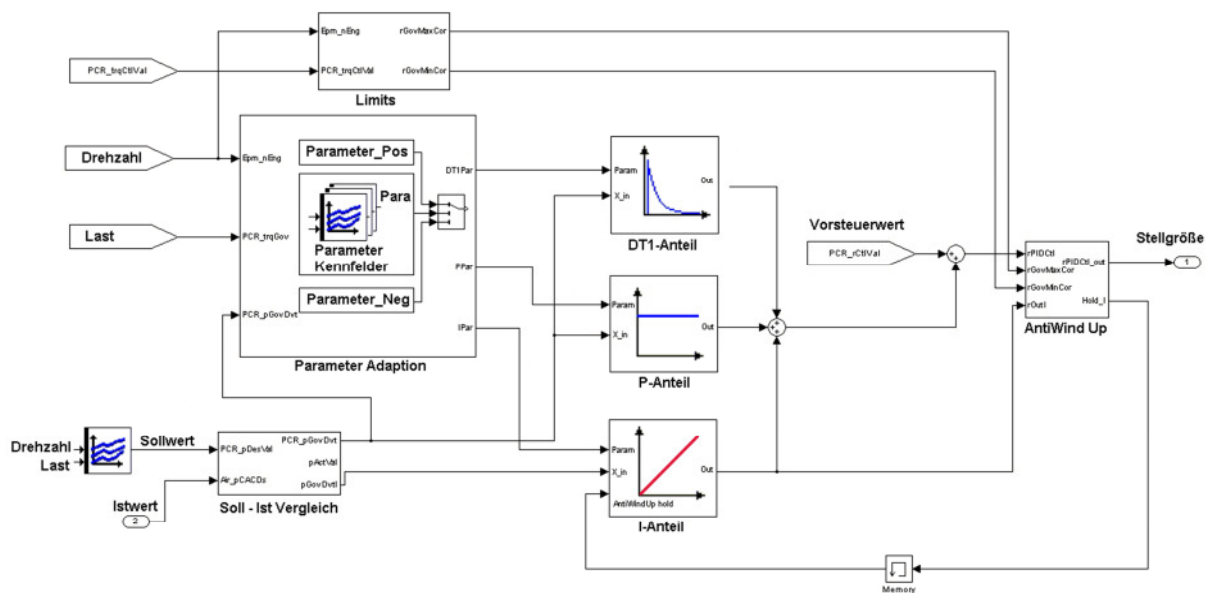 Epm_nEng
rGovMaxCor
PCR_trqCtlVal
PCR_trqCtlVal
rGovMinCor
Limits
Drehzahl
Epm_nEng
Parameter_Pos
DT1Par
Para
Last
PCR_trqGov
Parameter
Kennfelder
PPar
Parameter_Neg
PCR_pGovDvt
IPar
Parameter Adaption
Param
Out
X_in
DT1-Anteil
Param
Out
X_in
P-Anteil
Vorsteuerwert
PCR_rCtlVal
rPIDCtl
rPIDCtl_out
rGovMaxCor
rGovMinCor
Hold_I
rOutI
AntiWind Up
Stellgröße
1
Drehzahl
Last
Sollwert
PCR_pDesVal
PCR_pGovDvt
pActVal
Air_pCACDs
pGovDvtI
Soll - Ist Vergleich
Istwert
2
Param
X_in
Out
AntiWindUp hold
I-Anteil
Memory